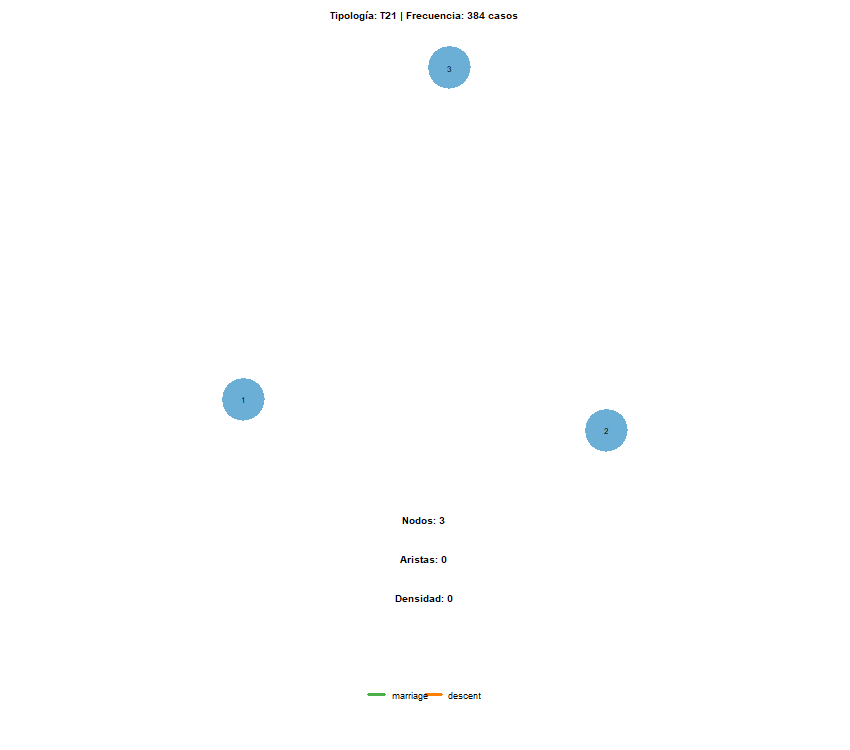 Tipología: T21 | Frecuencia: 384 casos
3
1
2
Nodos: 3
Aristas: 0
Densidad: 0
marriage descent